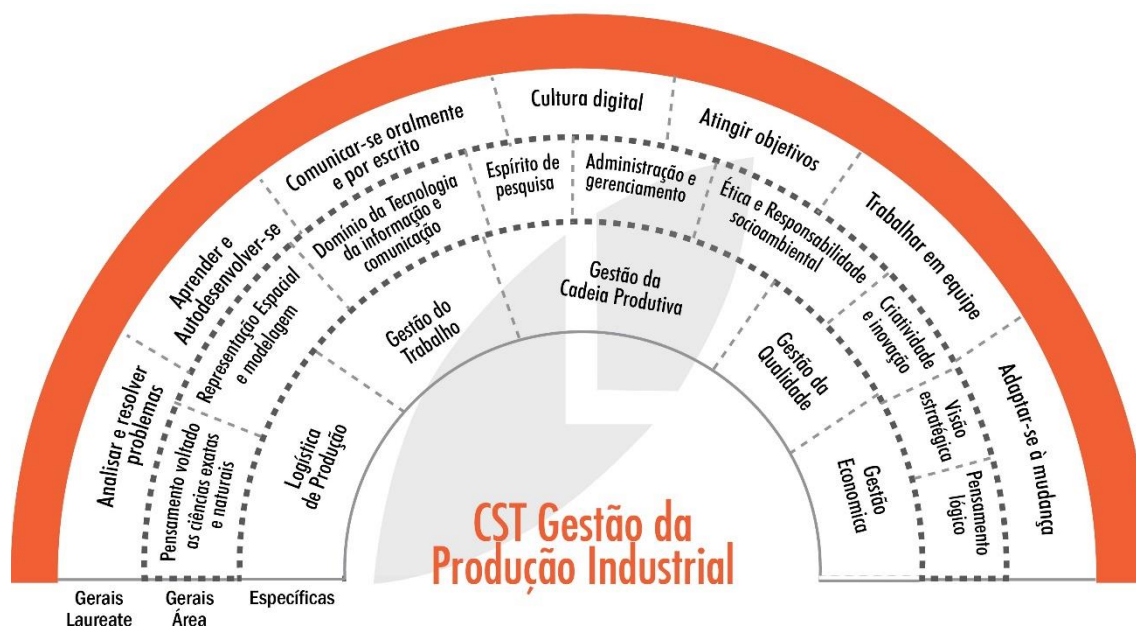 Analisar e resolver
problemas
Aprender e
Autodesenvolver-se
Comunicar-se oralmente
e por escrito
Cultura digital
Atingir objetivos
Trabalhar em equipe
Adaptar-se à mudança
Pensamento voltado
as ciências exatas
e naturais
Representação Espacial
e modelagem
Domínio da Tecnologia
da informação e
comunicação
Espírito de
pesquisa
Administração e
gerenciamento
Ética e Responsabilidade
socioambiental
Criatividade
e inovação
Visão
estratégica
Pensamento
lógico
Logística
de Produção
Gestão do
Trabalho
Gestão da
Cadeia Produtiva
Gestão da
Qualidade
Gestão
Economica
CST Gestão da
Produção Industrial
Gerais
Laureate
Gerais
Área
Específicas